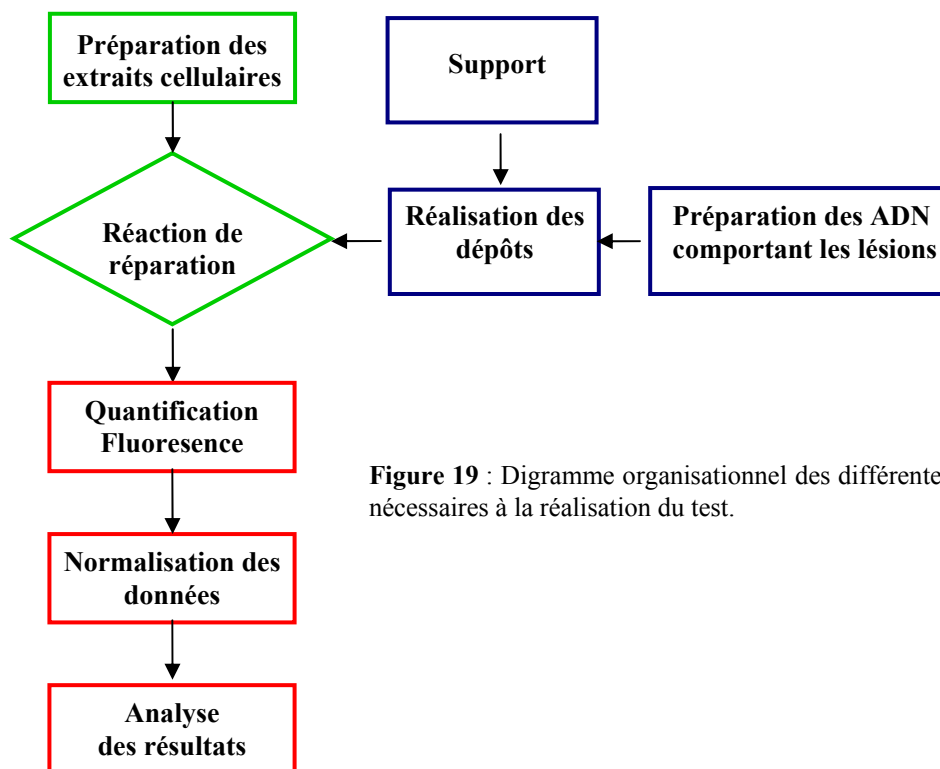 Préparation des
extraits cellulaires
Support
Réaction de
réparation
Réalisation des
dépôts
Préparation des ADN
comportant les lésions
Quantification
Fluoresence
Figure 19 : Digramme organisationnel des différente
nécessaires à la réalisation du test.
Normalisation des
données
Analyse
des résultats